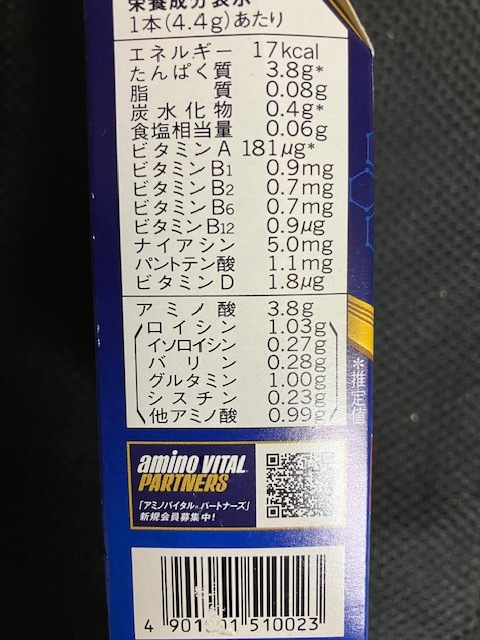 栄養成分表示
1本(4.4g)あたり
エネルギー 17kcal
たんぱく質 3.8g*
脂質 0.08g
炭水化物 0.4g*
食塩相当量 0.06g
ビタミンA 181μg*
ビタミンB1 0.9mg
ビタミンB2 0.7mg
ビタミンB6 0.7mg
ビタミンB12 0.9μg
ナイアシン 5.0mg
パントテン酸 1.1mg
ビタミンD 1.8μg
アミノ酸 3.8g
ロイシン 1.03g
イソロイシン 0.27g
バリン 0.28g
グルタミン 1.00g
シスチン 0.23g
他アミノ酸 0.99g
*推定値
amino VITAL®
PARTNERS
「アミノバイタル®パートナーズ」
新規会員募集中!
4 901001 510023